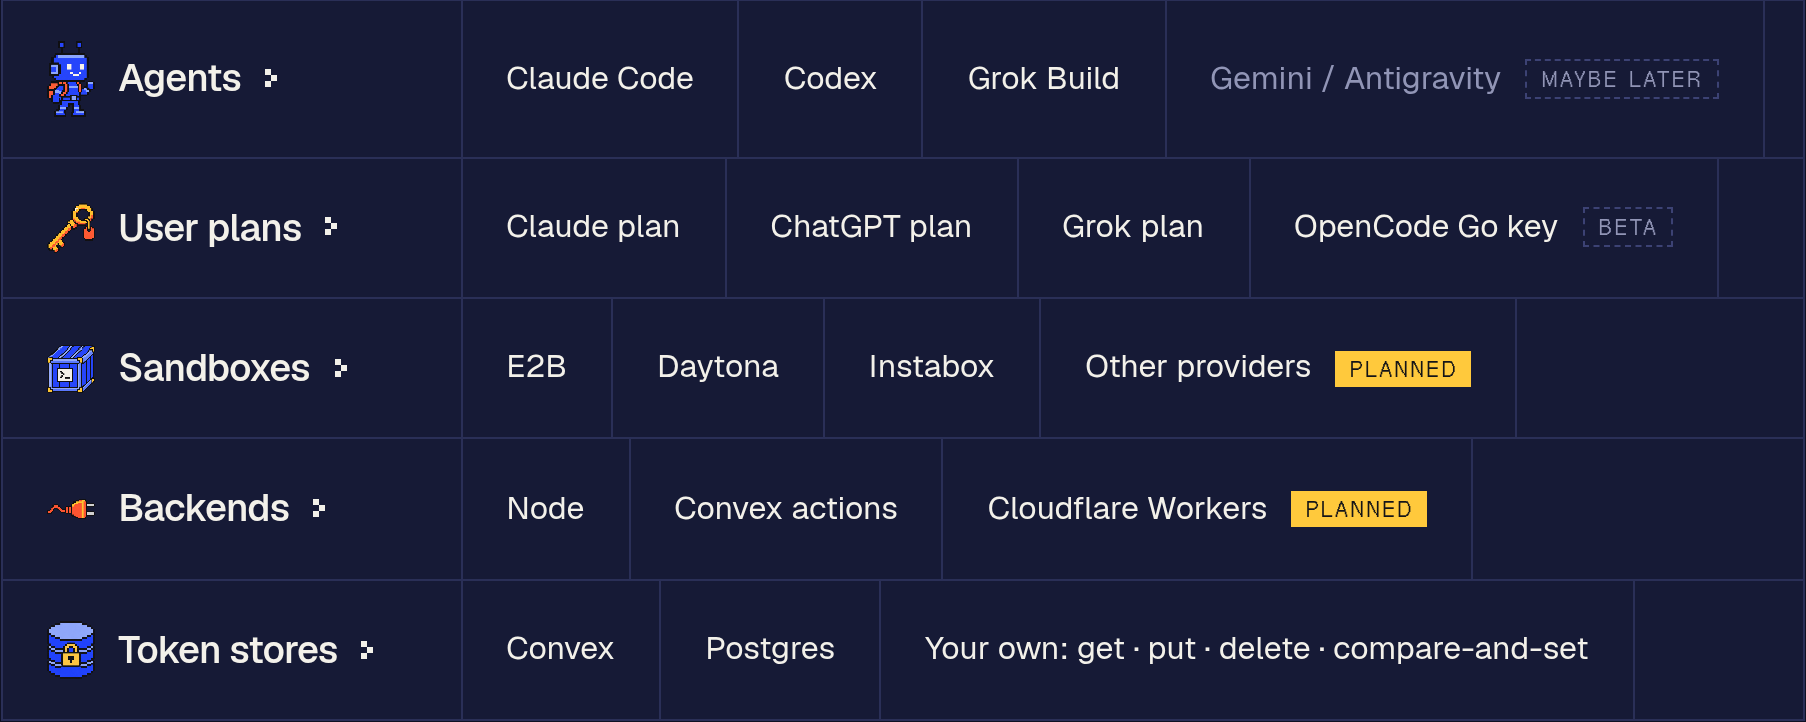 Agents Claude Code Codex Grok Build Gemini / Antigravity MAYBE LATER
User plans Claude plan ChatGPT plan Grok plan OpenCode Go key BETA
Sandboxes E2B Daytona Instabox Other providers PLANNED
Backends Node Convex actions Cloudflare Workers PLANNED
Token stores Convex Postgres Your own: get · put · delete · compare-and-set